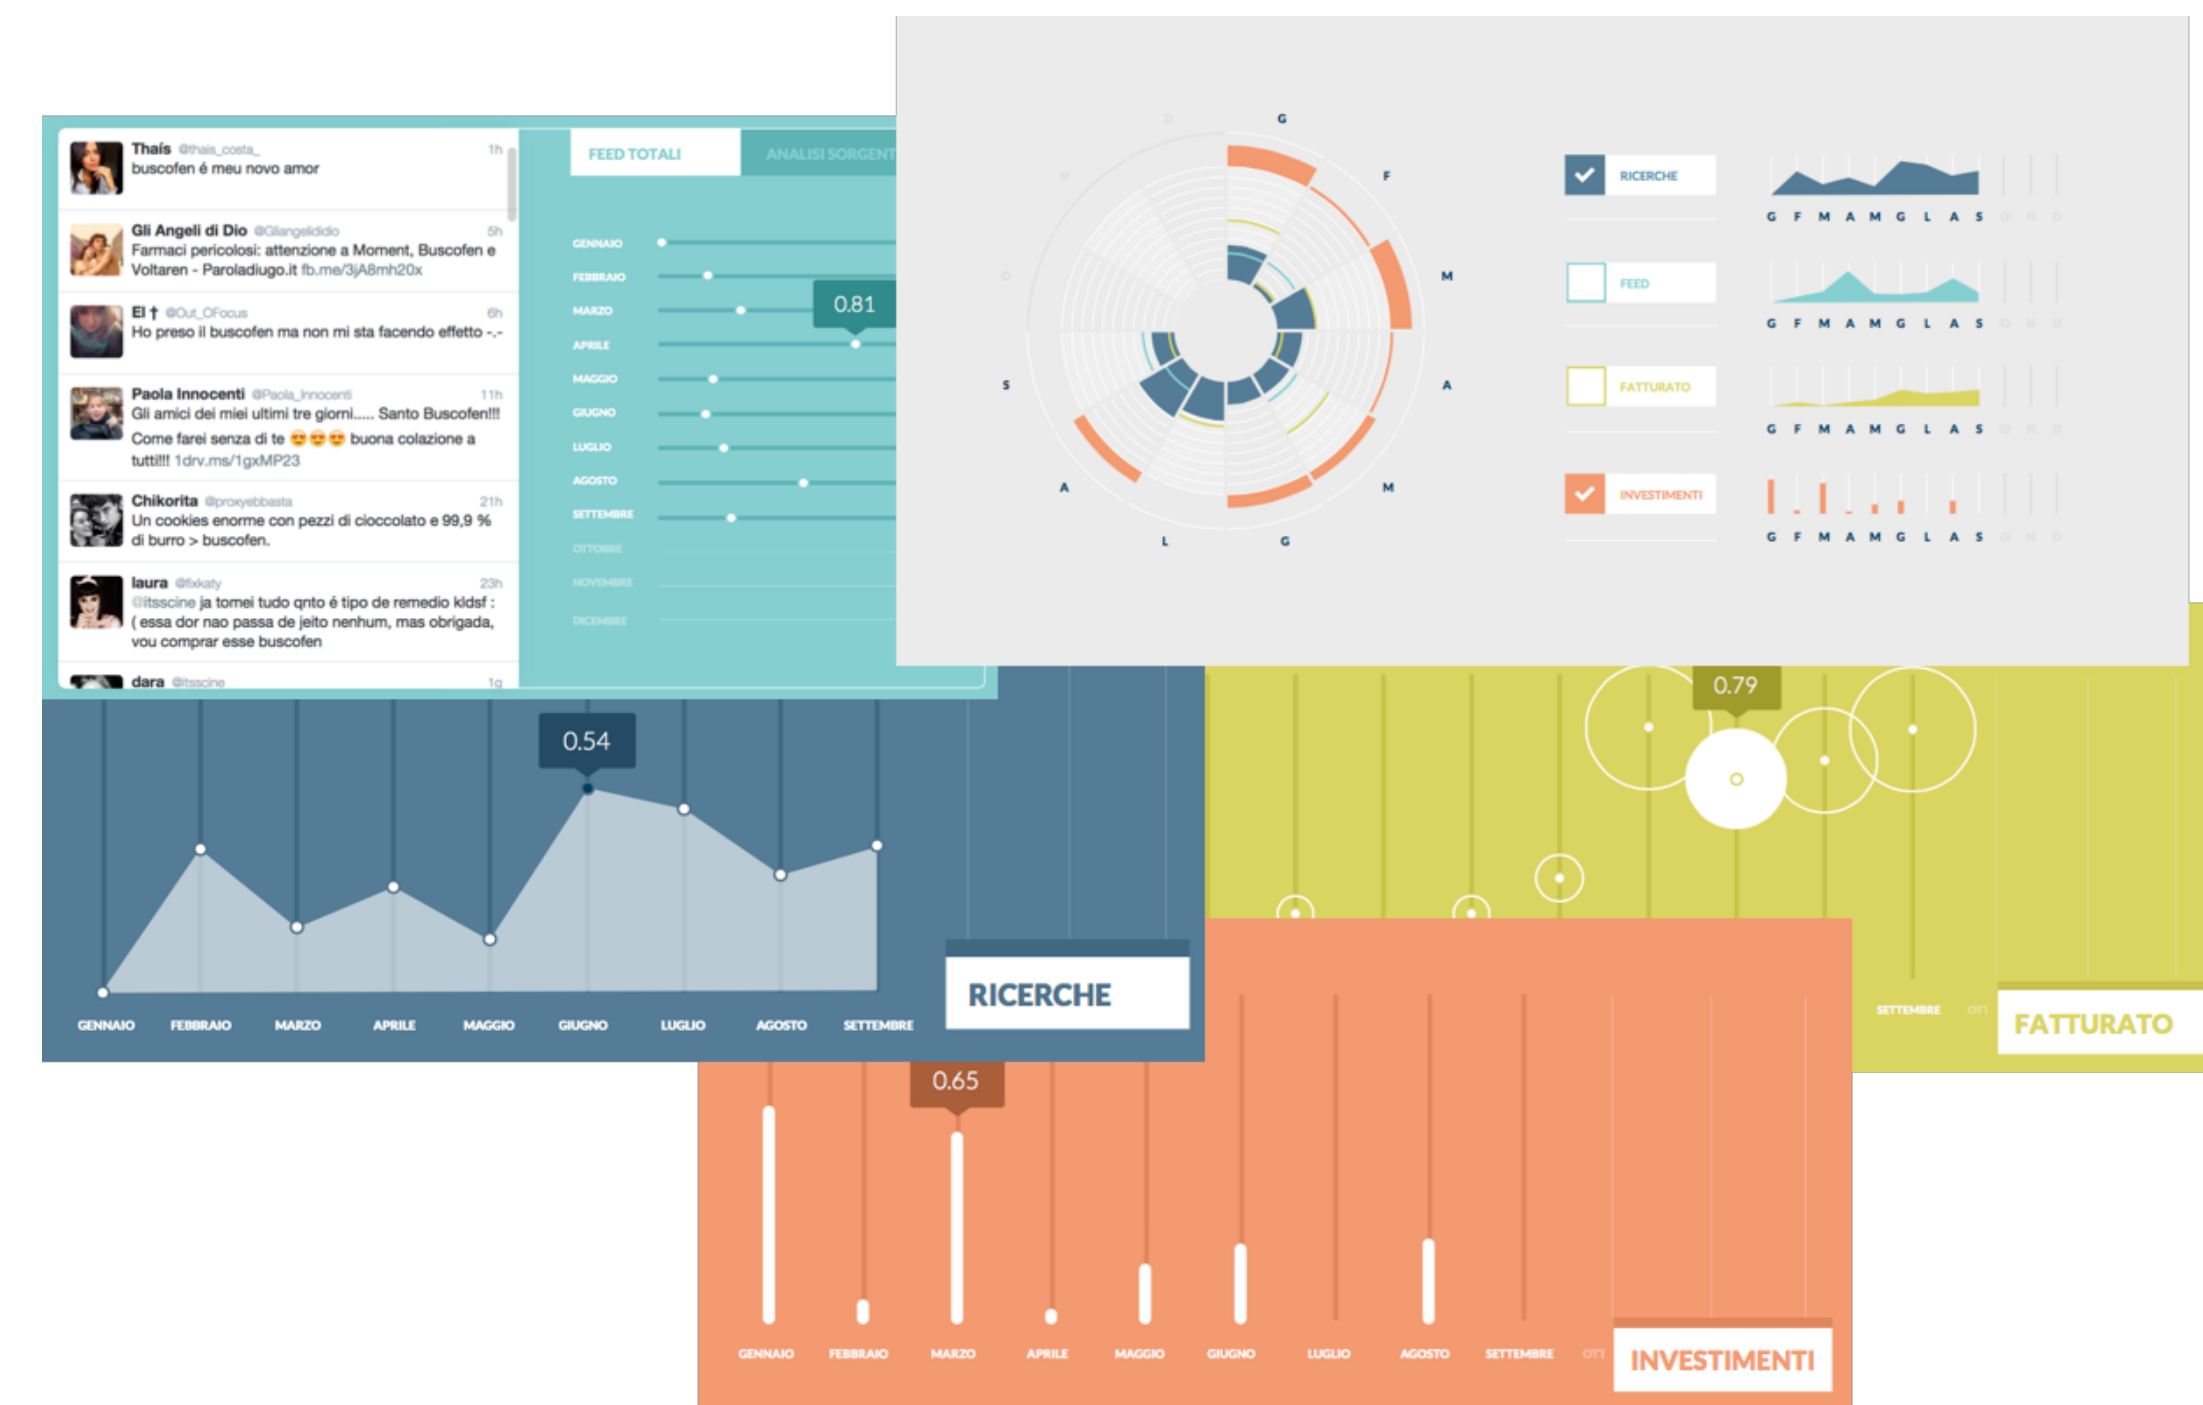 Thaís @thais_costa_ 1h
buscofen é meu novo amor
Gli Angeli di Dio @Gliangelididio 5h
Farmaci pericolosi: attenzione a Moment, Buscofen e
Voltaren - Paroladiugo.it fb.me/3jA8mh20x
El † @Out_OFocus 6h
Ho preso il buscofen ma non mi sta facendo effetto -.-
Paola Innocenti @Paola_Innocenti 11h
Gli amici dei miei ultimi tre giorni..... Santo Buscofen!!!
Come farei senza di te 😍😍😍 buona colazione a
tutti!!! 1drv.ms/1gxMP23
Chikorita @proxyebbasta 21h
Un cookies enorme con pezzi di cioccolato e 99,9 %
di burro > buscofen.
laura @fixkaty 23h
@itsscine ja tomei tudo qnto é tipo de remedio kldsf :
( essa dor nao passa de jeito nenhum, mas obrigada,
vou comprar esse buscofen
dara @itsscine 1g
FEED TOTALI
ANALISI SORGENT
GENNAIO
FEBBRAIO
MARZO
APRILE
MAGGIO
GIUGNO
LUGLIO
AGOSTO
SETTEMBRE
OTTOBRE
NOVEMBRE
DICEMBRE
0.81
D G
N F
O M
S A
A M
L G
RICERCHE
G F M A M G L A S O N D
FEED
G F M A M G L A S O N D
FATTURATO
G F M A M G L A S O N D
INVESTIMENTI
G F M A M G L A S O N D
0.54
GENNAIO FEBBRAIO MARZO APRILE MAGGIO GIUGNO LUGLIO AGOSTO SETTEMBRE
RICERCHE
0.79
SETTEMBRE OTT
FATTURATO
0.65
GENNAIO FEBBRAIO MARZO APRILE MAGGIO GIUGNO LUGLIO AGOSTO SETTEMBRE OTT
INVESTIMENTI